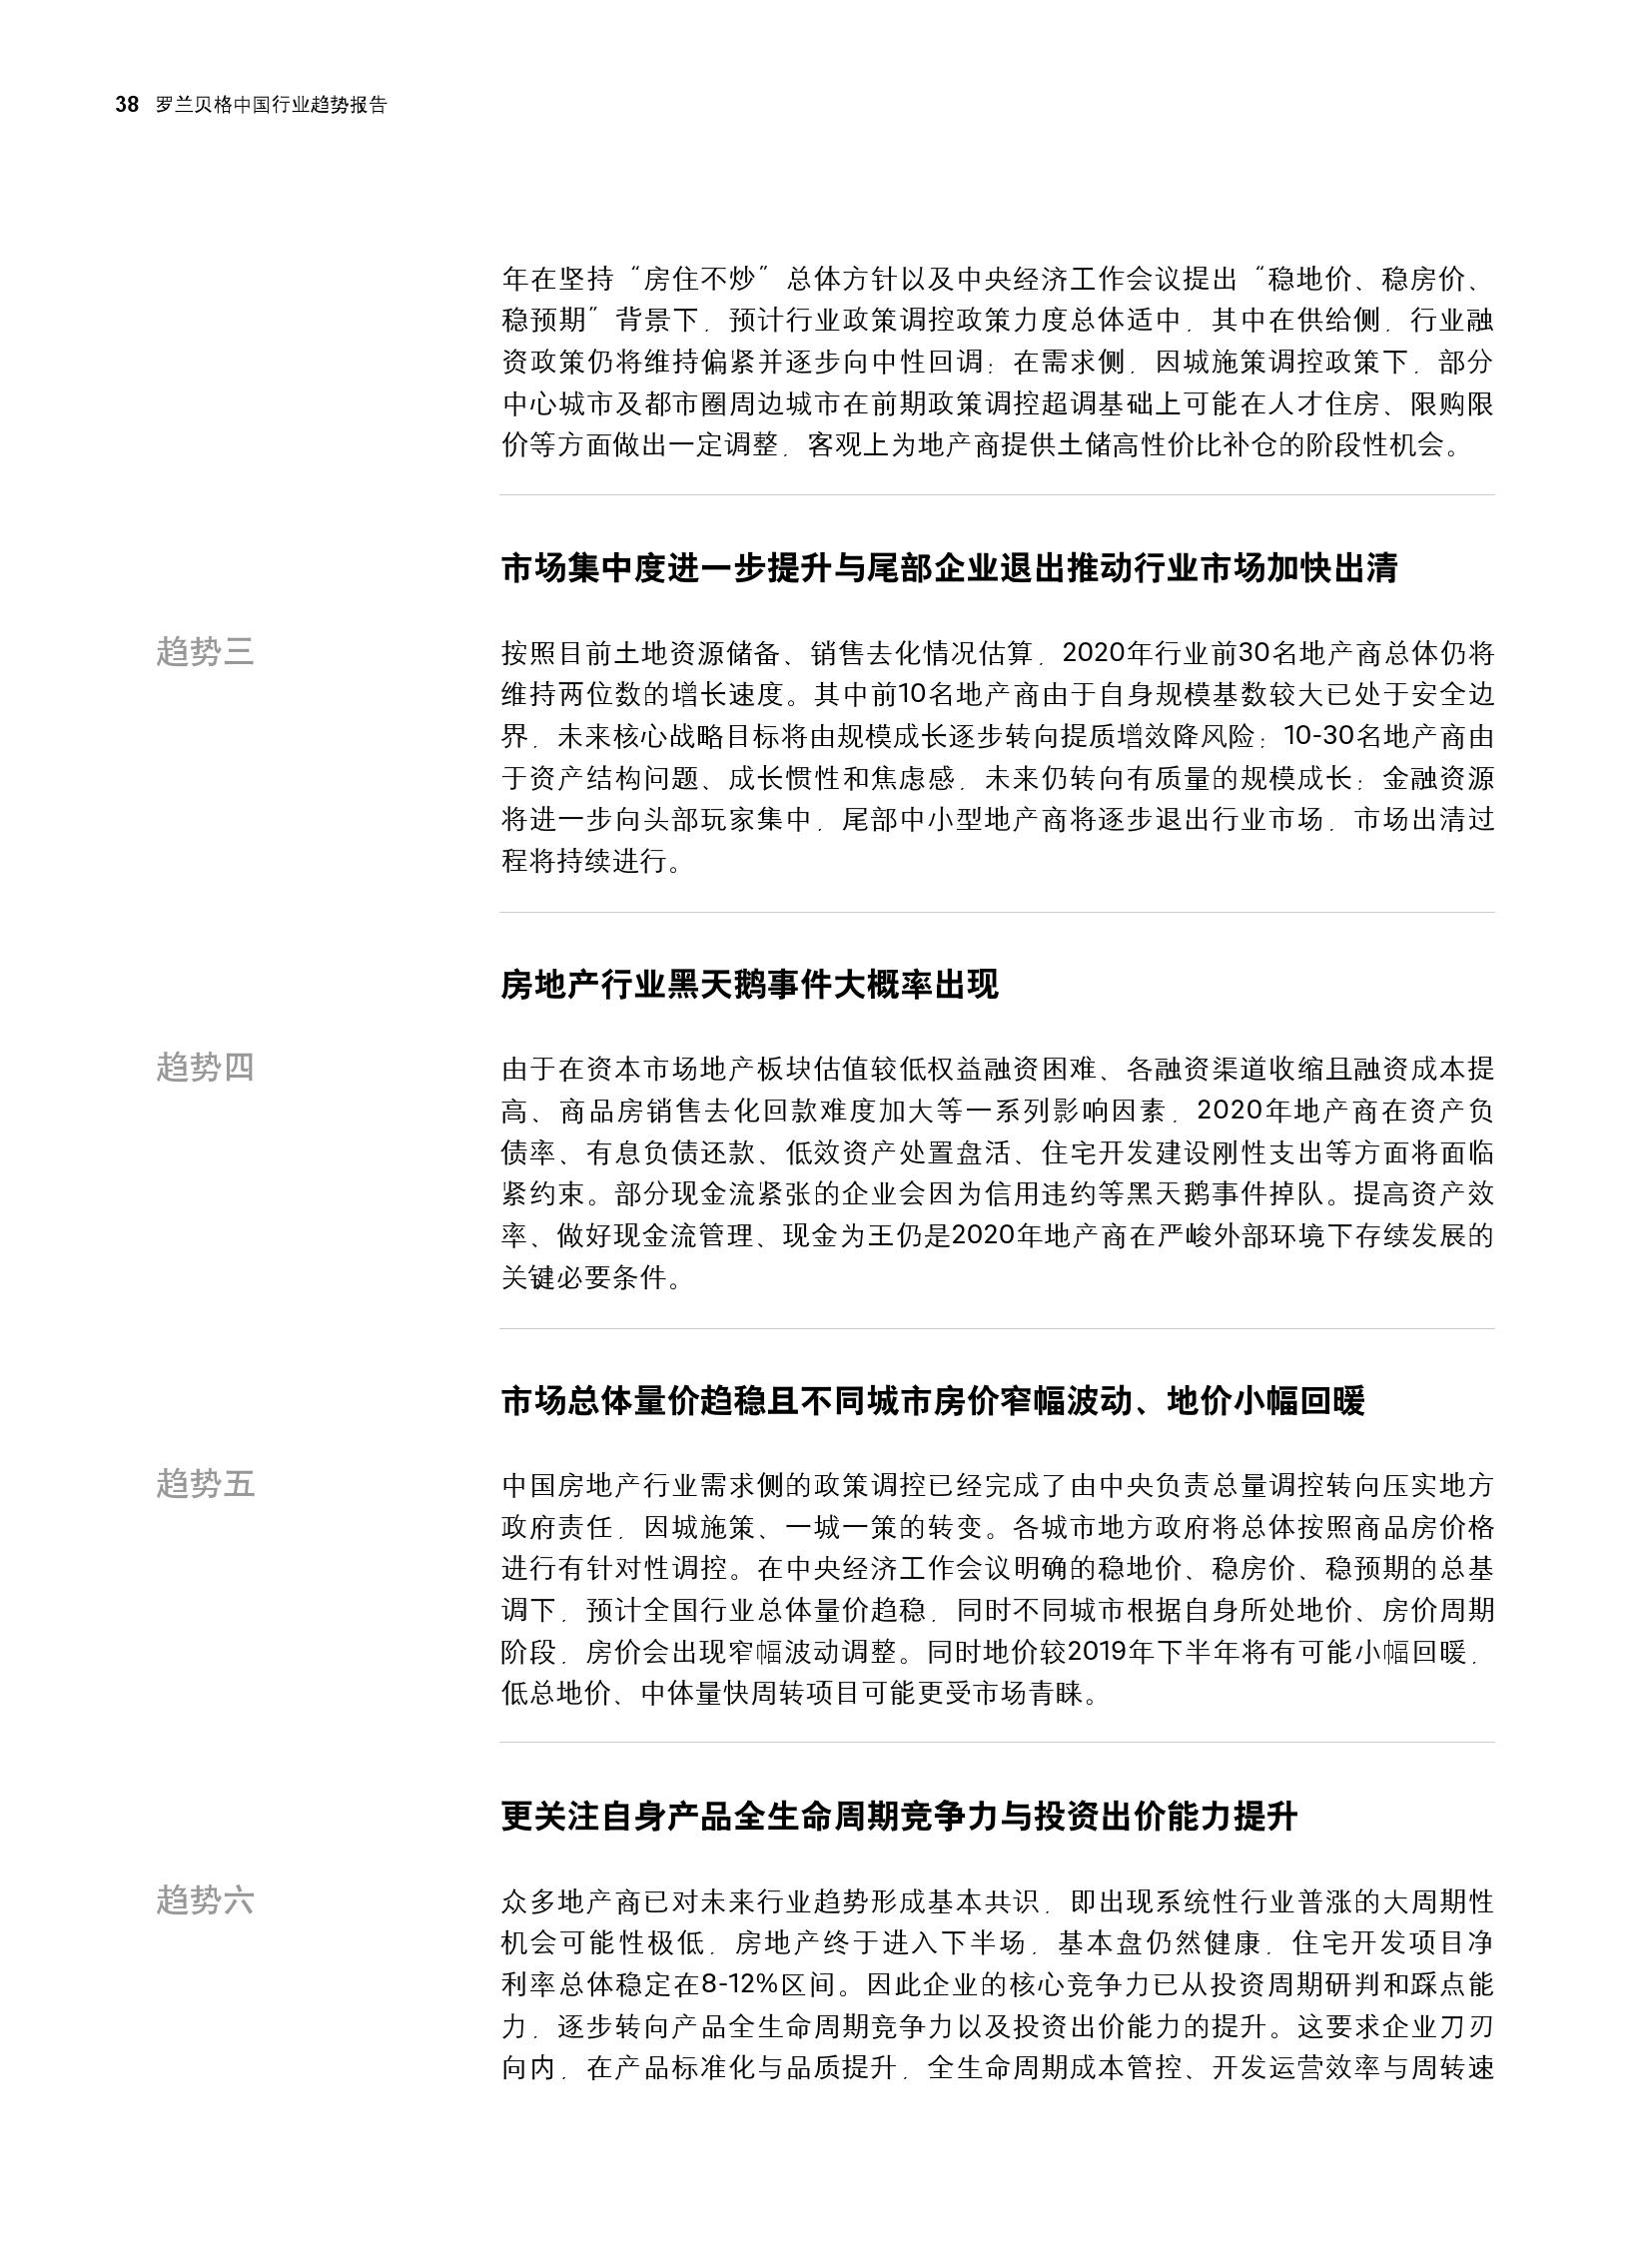 38 罗兰贝格中国行业趋势报告
年在坚持“房住不炒”总体方针以及中央经济工作会议提出“稳地价、稳房价、
稳预期”背景下，预计行业政策调控政策力度总体适中，其中在供给侧，行业融
资政策仍将维持偏紧并逐步向中性回调；在需求侧，因城施策调控政策下，部分
中心城市及都市圈周边城市在前期政策调控超调基础上可能在人才住房、限购限
价等方面做出一定调整，客观上为地产商提供土储高性价比补仓的阶段性机会。
市场集中度进一步提升与尾部企业退出推动行业市场加快出清
趋势三
按照目前土地资源储备、销售去化情况估算，2020年行业前30名地产商总体仍将
维持两位数的增长速度。其中前10名地产商由于自身规模基数较大已处于安全边
界，未来核心战略目标将由规模成长逐步转向提质增效降风险；10-30名地产商由
于资产结构问题、成长惯性和焦虑感，未来仍转向有质量的规模成长；金融资源
将进一步向头部玩家集中，尾部中小型地产商将逐步退出行业市场，市场出清过
程将持续进行。
房地产行业黑天鹅事件大概率出现
趋势四
由于在资本市场地产板块估值较低权益融资困难、各融资渠道收缩且融资成本提
高、商品房销售去化回款难度加大等一系列影响因素，2020年地产商在资产负
债率、有息负债还款、低效资产处置盘活、住宅开发建设刚性支出等方面将面临
紧约束。部分现金流紧张的企业会因为信用违约等黑天鹅事件掉队。提高资产效
率、做好现金流管理、现金为王仍是2020年地产商在严峻外部环境下存续发展的
关键必要条件。
市场总体量价趋稳且不同城市房价窄幅波动、地价小幅回暖
趋势五
中国房地产行业需求侧的政策调控已经完成了由中央负责总量调控转向压实地方
政府责任，因城施策、一城一策的转变。各城市地方政府将总体按照商品房价格
进行有针对性调控。在中央经济工作会议明确的稳地价、稳房价、稳预期的总基
调下，预计全国行业总体量价趋稳，同时不同城市根据自身所处地价、房价周期
阶段，房价会出现窄幅波动调整。同时地价较2019年下半年将有可能小幅回暖，
低总地价、中体量快周转项目可能更受市场青睐。
更关注自身产品全生命周期竞争力与投资出价能力提升
趋势六
众多地产商已对未来行业趋势形成基本共识，即出现系统性行业普涨的大周期性
机会可能性极低，房地产终于进入下半场，基本盘仍然健康，住宅开发项目净
利率总体稳定在8-12%区间。因此企业的核心竞争力已从投资周期研判和踩点能
力，逐步转向产品全生命周期竞争力以及投资出价能力的提升。这要求企业刀刃
向内，在产品标准化与品质提升，全生命周期成本管控、开发运营效率与周转速